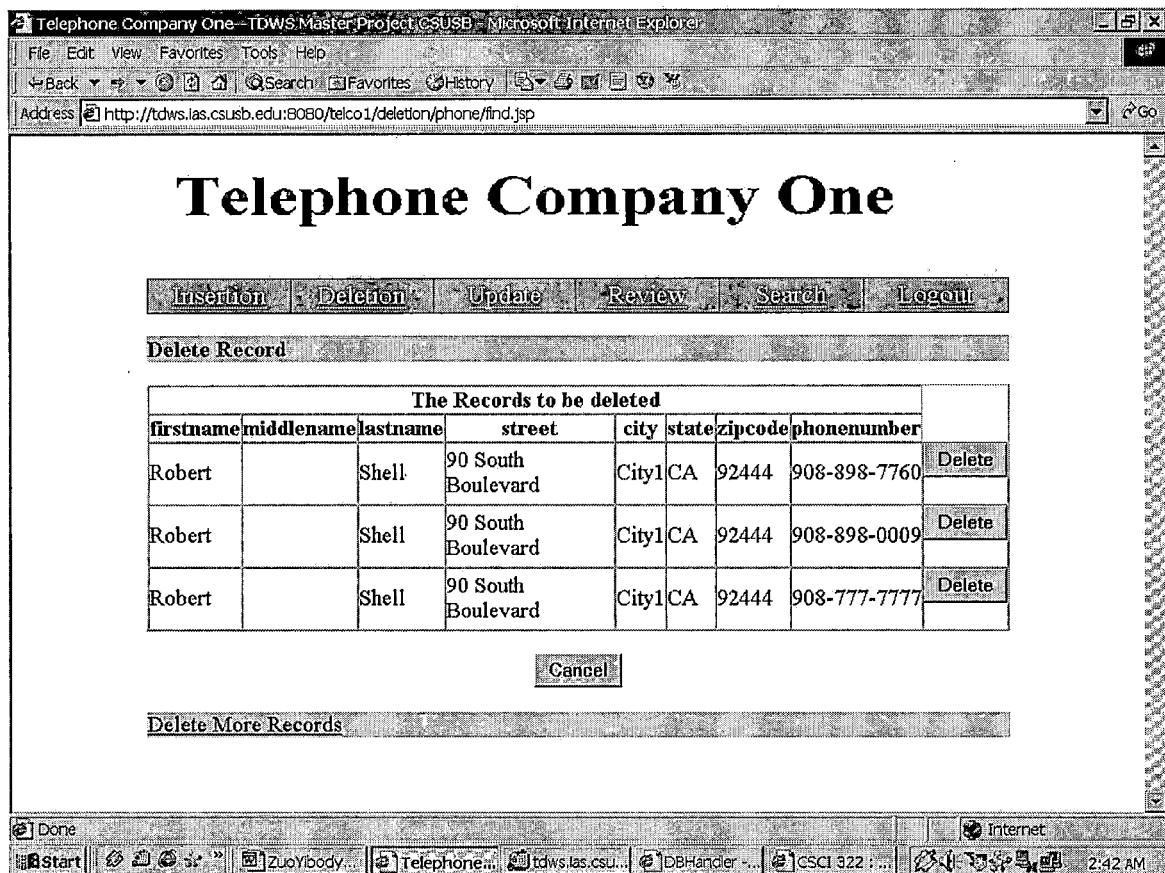 Telephone Company One--TDWS Master Project CSUSB - Microsoft Internet Explorer
File Edit View Favorites Tools Help
Back Search Favorites History
Address http://tdws.ias.csusb.edu:8080/telco1/deletion/phone/find.jsp Go
Telephone Company One
Insertion Deletion Update Review Search Logout
Delete Record
The Records to be deleted
firstname middlename lastname street city state zipcode phonenumber
Robert Shell 90 South Boulevard City1 CA 92444 908-898-7760 Delete
Robert Shell 90 South Boulevard City1 CA 92444 908-898-0009 Delete
Robert Shell 90 South Boulevard City1 CA 92444 908-777-7777 Delete
Cancel
Delete More Records
Done Internet
Start ZuoYibody... Telephone... tdws.ias.csu... DBHandler -... CSCI 322 : ... 2:42 AM